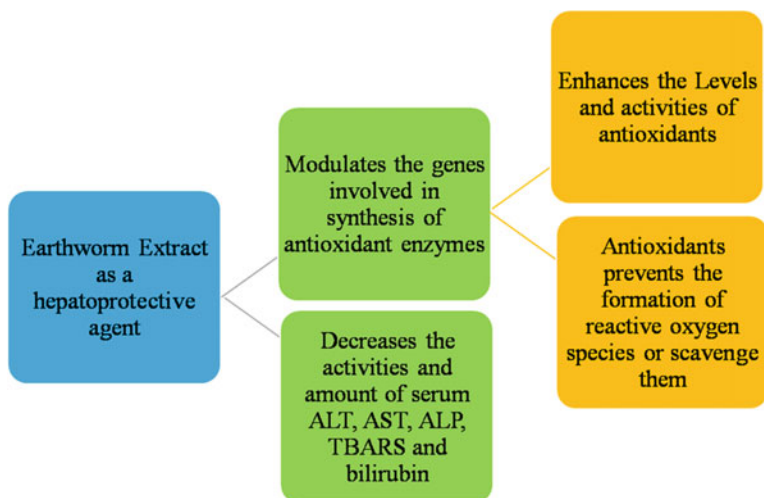 Earthworm Extract
as a
hepatoprotective
agent
Modulates the genes
involved in
synthesis of
antioxidant enzymes
Decreases the
activities and
amount of serum
ALT, AST, ALP,
TBARS and
bilirubin
Enhances the Levels
and activities of
antioxidants
Antioxidants
prevents the
formation of
reactive oxygen
species or scavenge
them